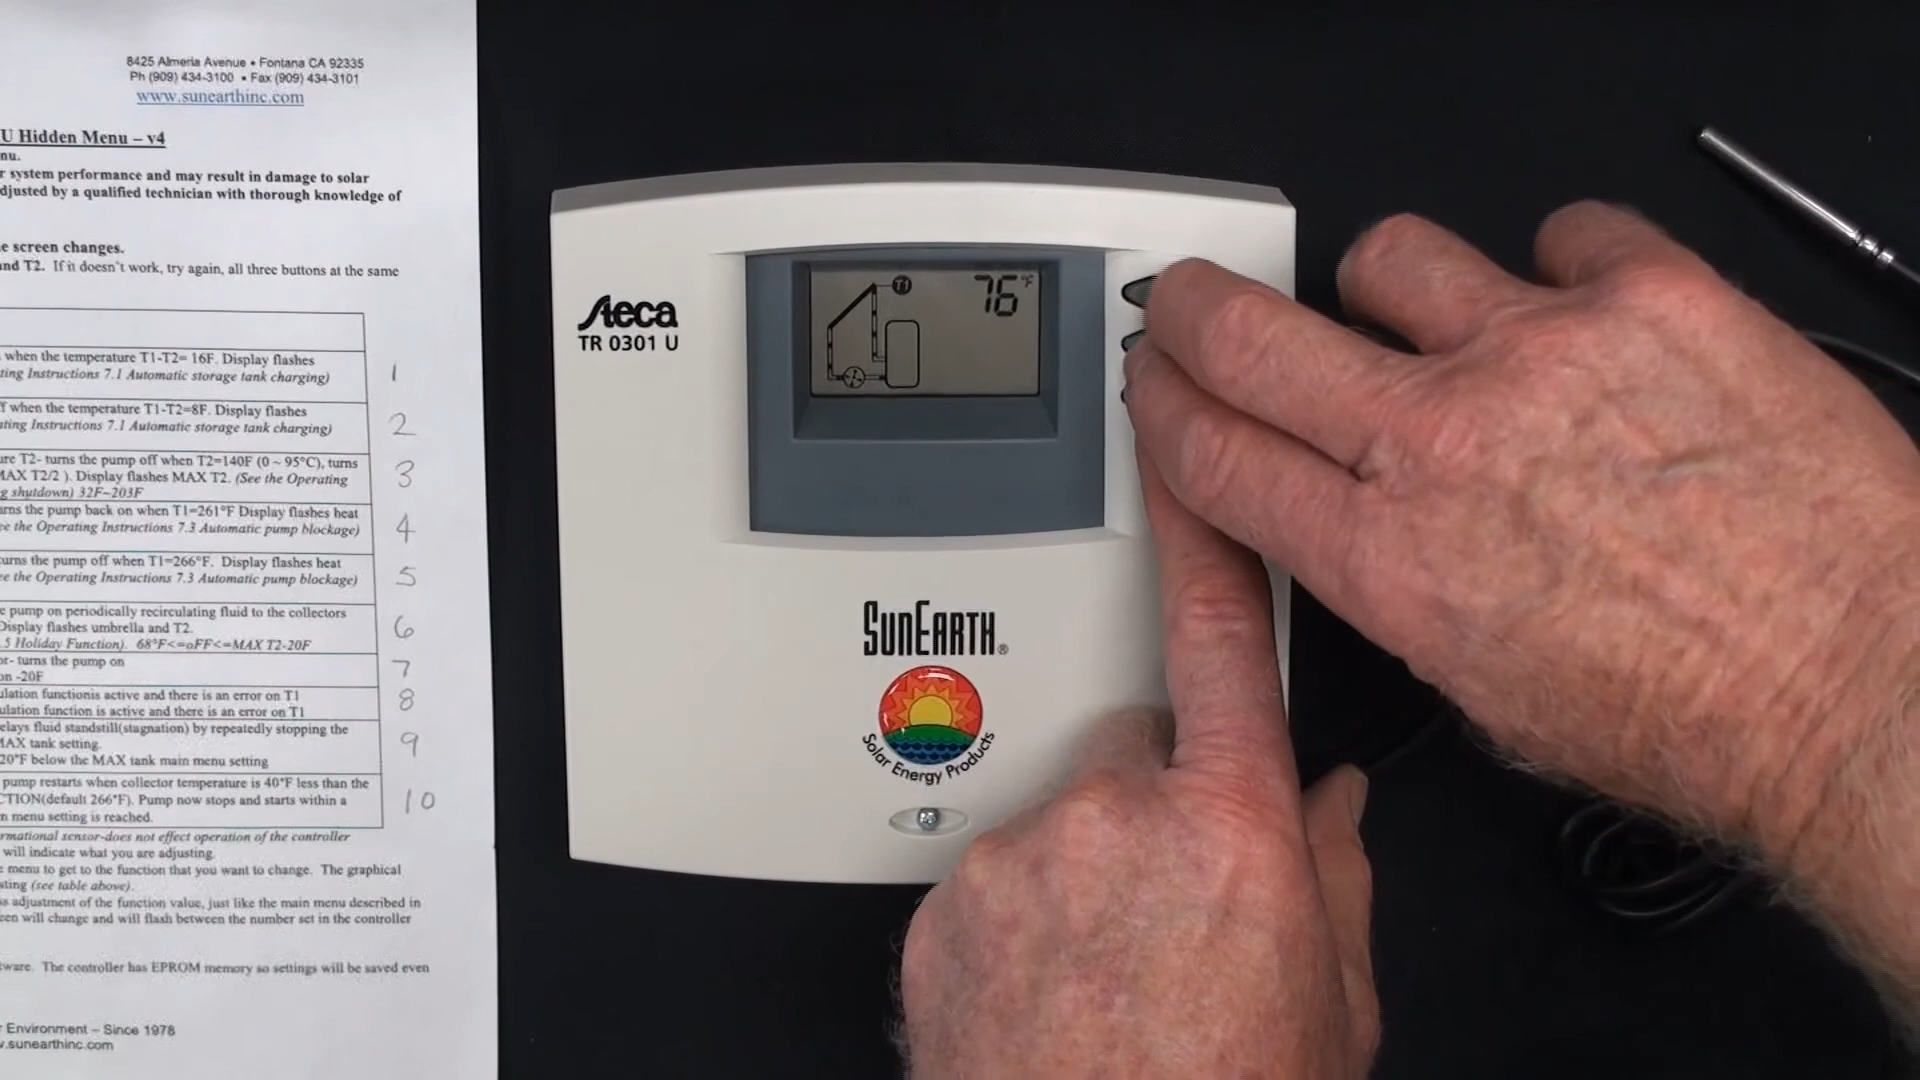 8425 Almeria Avenue • Fontana CA 92335
Ph (909) 434-3100 • Fax (909) 434-3101
www.sunearthinc.com
U Hidden Menu – v4
nu.
r system performance and may result in damage to solar
djusted by a qualified technician with thorough knowledge of
e screen changes.
nd T2. If it doesn't work, try again, all three buttons at the same
when the temperature T1-T2= 16F. Display flashes
ting Instructions 7.1 Automatic storage tank charging)
1
f when the temperature T1-T2=8F. Display flashes
ating Instructions 7.1 Automatic storage tank charging)
2
ure T2- turns the pump off when T2=140F (0 ~ 95°C), turns
MAX T2/2 ). Display flashes MAX T2. (See the Operating
g shutdown) 32F~203F
3
urns the pump back on when T1=261°F Display flashes heat
ee the Operating Instructions 7.3 Automatic pump blockage)
4
turns the pump off when T1=266°F. Display flashes heat
ee the Operating Instructions 7.3 Automatic pump blockage)
5
e pump on periodically recirculating fluid to the collectors
Display flashes umbrella and T2.
.5 Holiday Function). 68°F<=oFF<=MAX T2-20F
6
or- turns the pump on
on -20F
7
ulation functionis active and there is an error on T1
ulation function is active and there is an error on T1
8
elays fluid standstill(stagnation) by repeatedly stopping the
MAX tank setting.
20°F below the MAX tank main menu setting
9
pump restarts when collector temperature is 40°F less than the
CTION(default 266°F). Pump now stops and starts within a
n menu setting is reached.
10
rmational sensor-does not effect operation of the controller
will indicate what you are adjusting.
e menu to get to the function that you want to change. The graphical
sting (see table above).
ss adjustment of the function value, just like the main menu described in
een will change and will flash between the number set in the controller
tware. The controller has EPROM memory so settings will be saved even
r Environment – Since 1978
w.sunearthinc.com
Steca
TR 0301 U
T1
76 °F
SUNEARTH®
Solar Energy Products